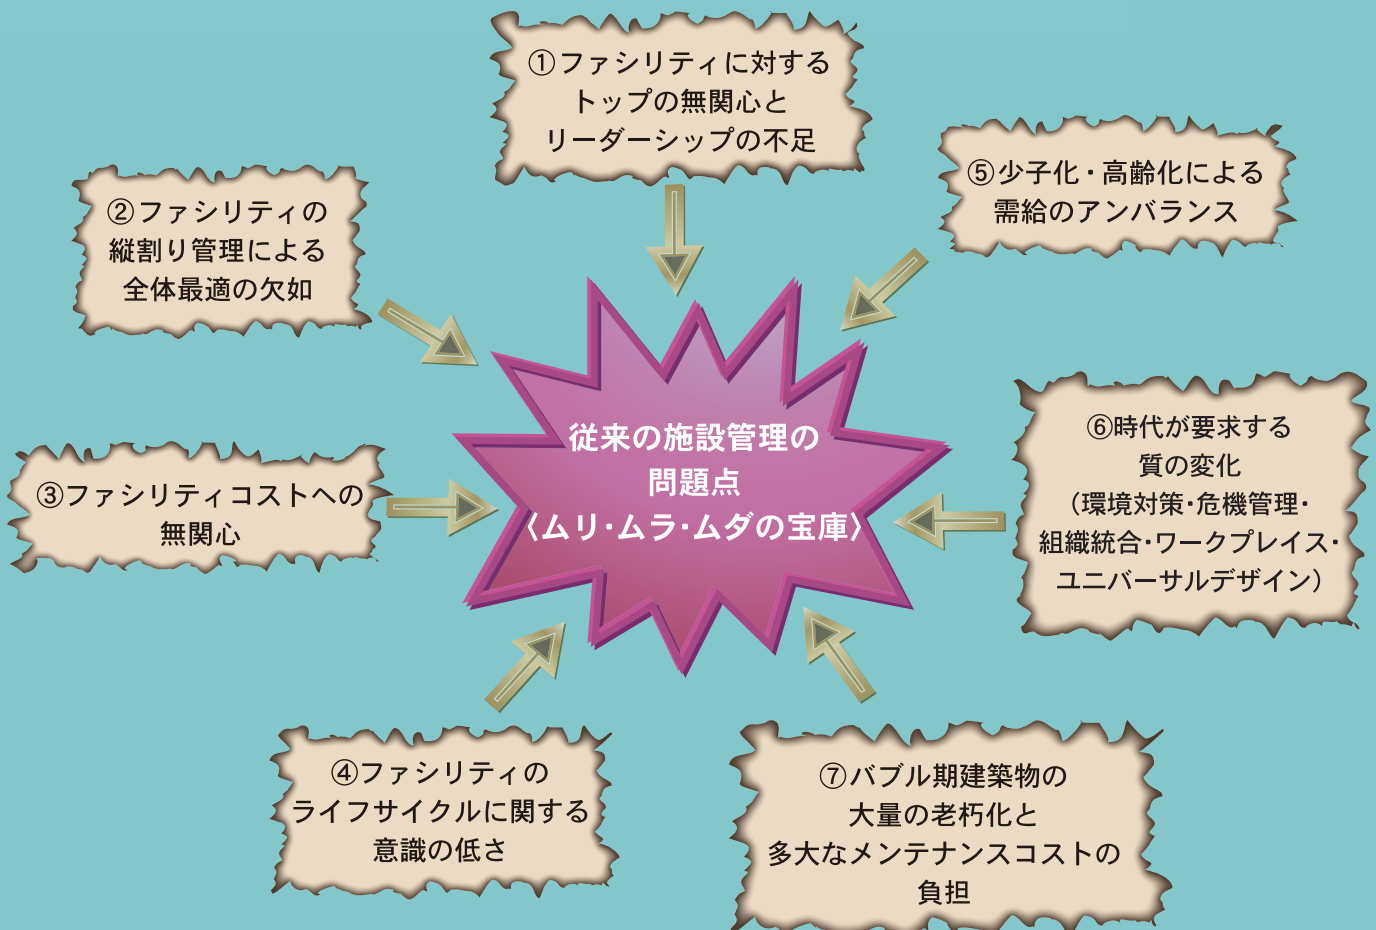 ①ファシリティに対する
トップの無関心と
リーダーシップの不足
②ファシリティの
縦割り管理による
全体最適の欠如
③ファシリティコストへの
無関心
④ファシリティの
ライフサイクルに関する
意識の低さ
⑤少子化・高齢化による
需給のアンバランス
⑥時代が要求する
質の変化
（環境対策・危機管理・
組織統合・ワークプレイス・
ユニバーサルデザイン）
⑦バブル期建築物の
大量の老朽化と
多大なメンテナンスコストの
負担
従来の施設管理の
問題点
〈ムリ・ムラ・ムダの宝庫〉